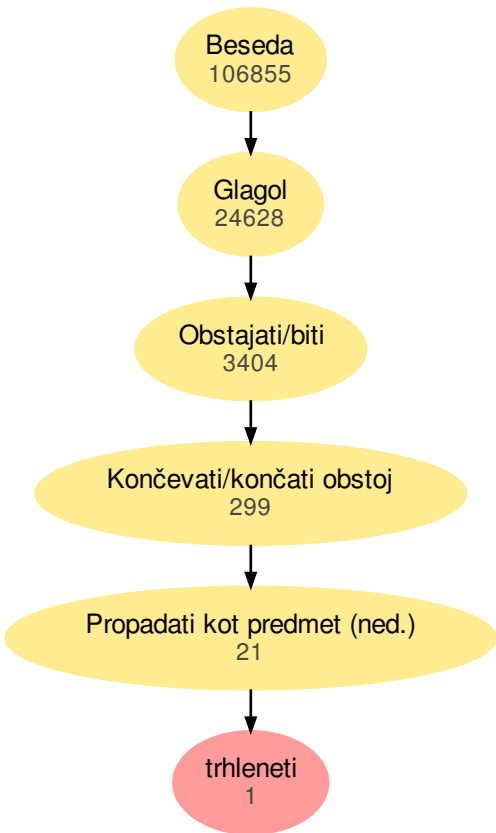 Beseda
106855
Glagol
24628
Obstajati/biti
3404
Končevati/končati obstoj
299
Propadati kot predmet (ned.)
21
trhleneti
1